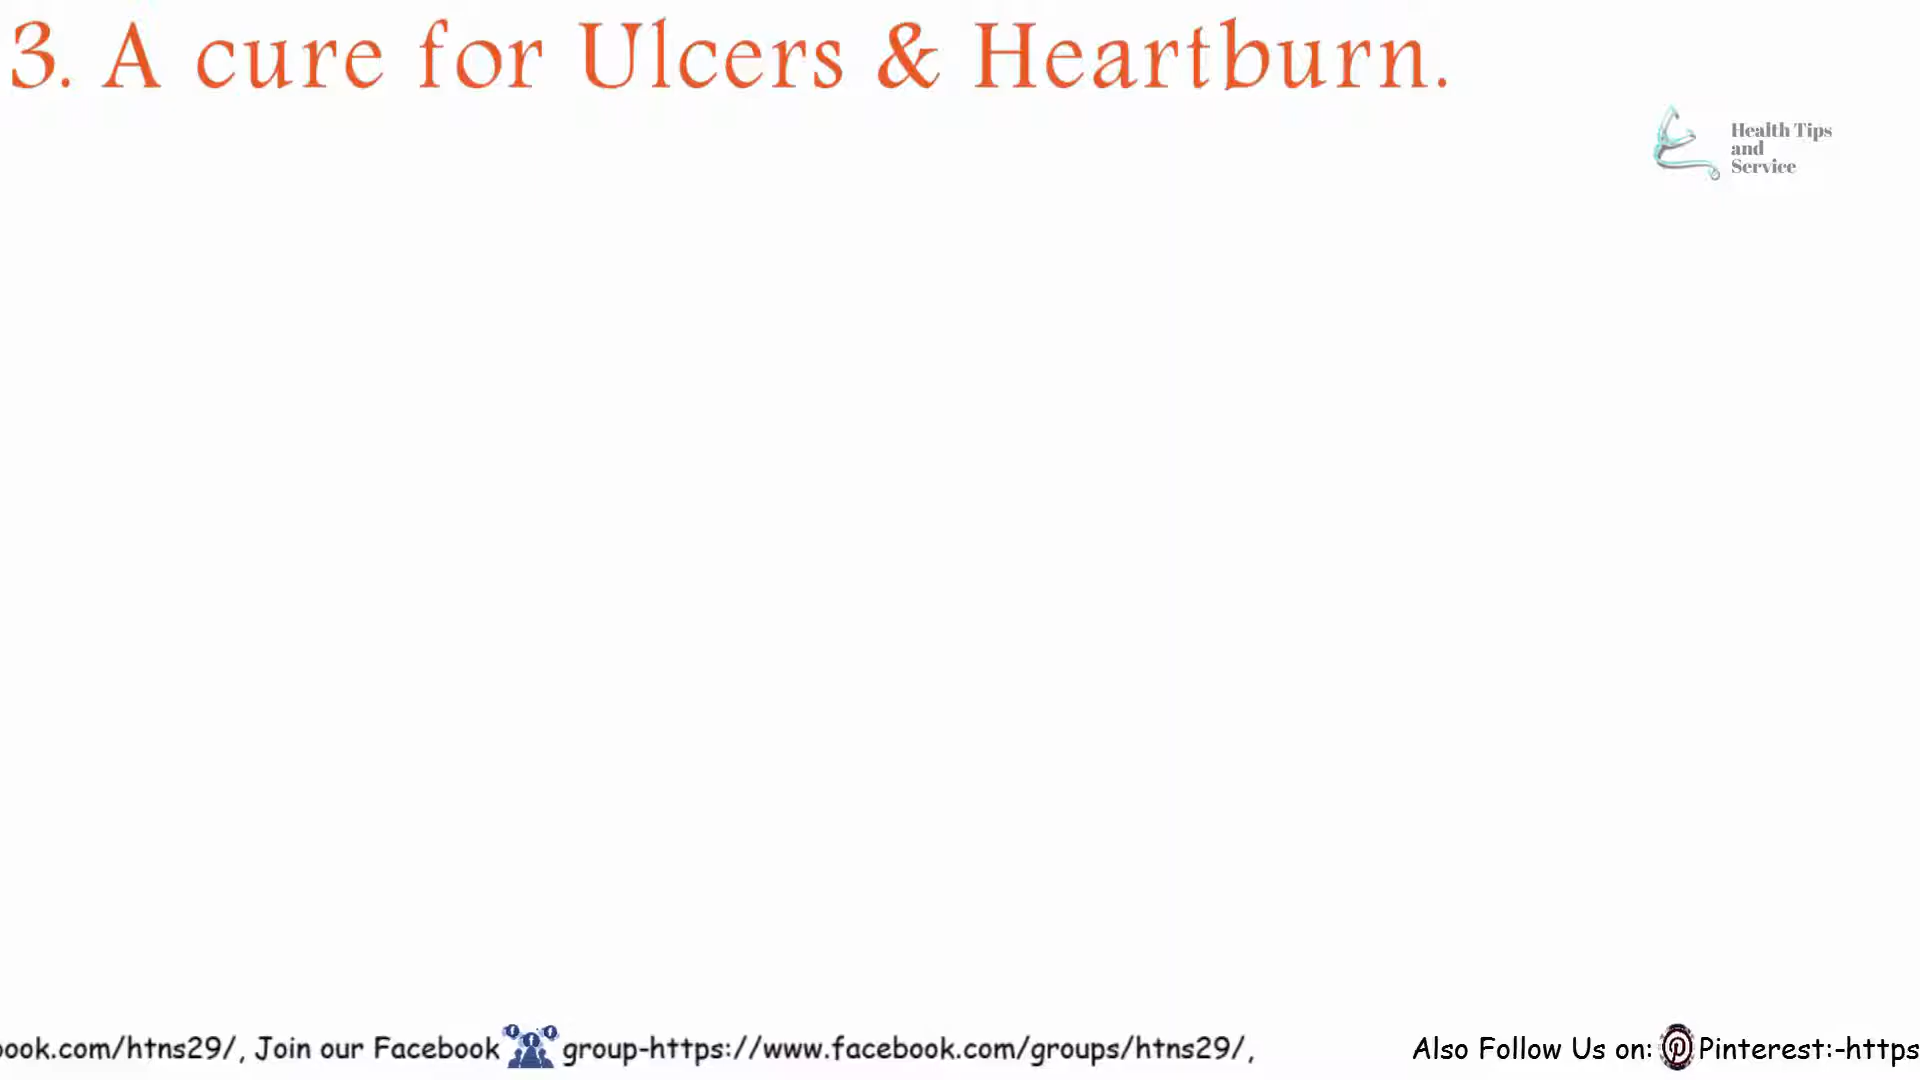 3. A cure for Ulcers & Heartburn.
Health Tips
and
Service
ook.com/htns29/, Join our Facebook group-https://www.facebook.com/groups/htns29/, Also Follow Us on: Pinterest:-https